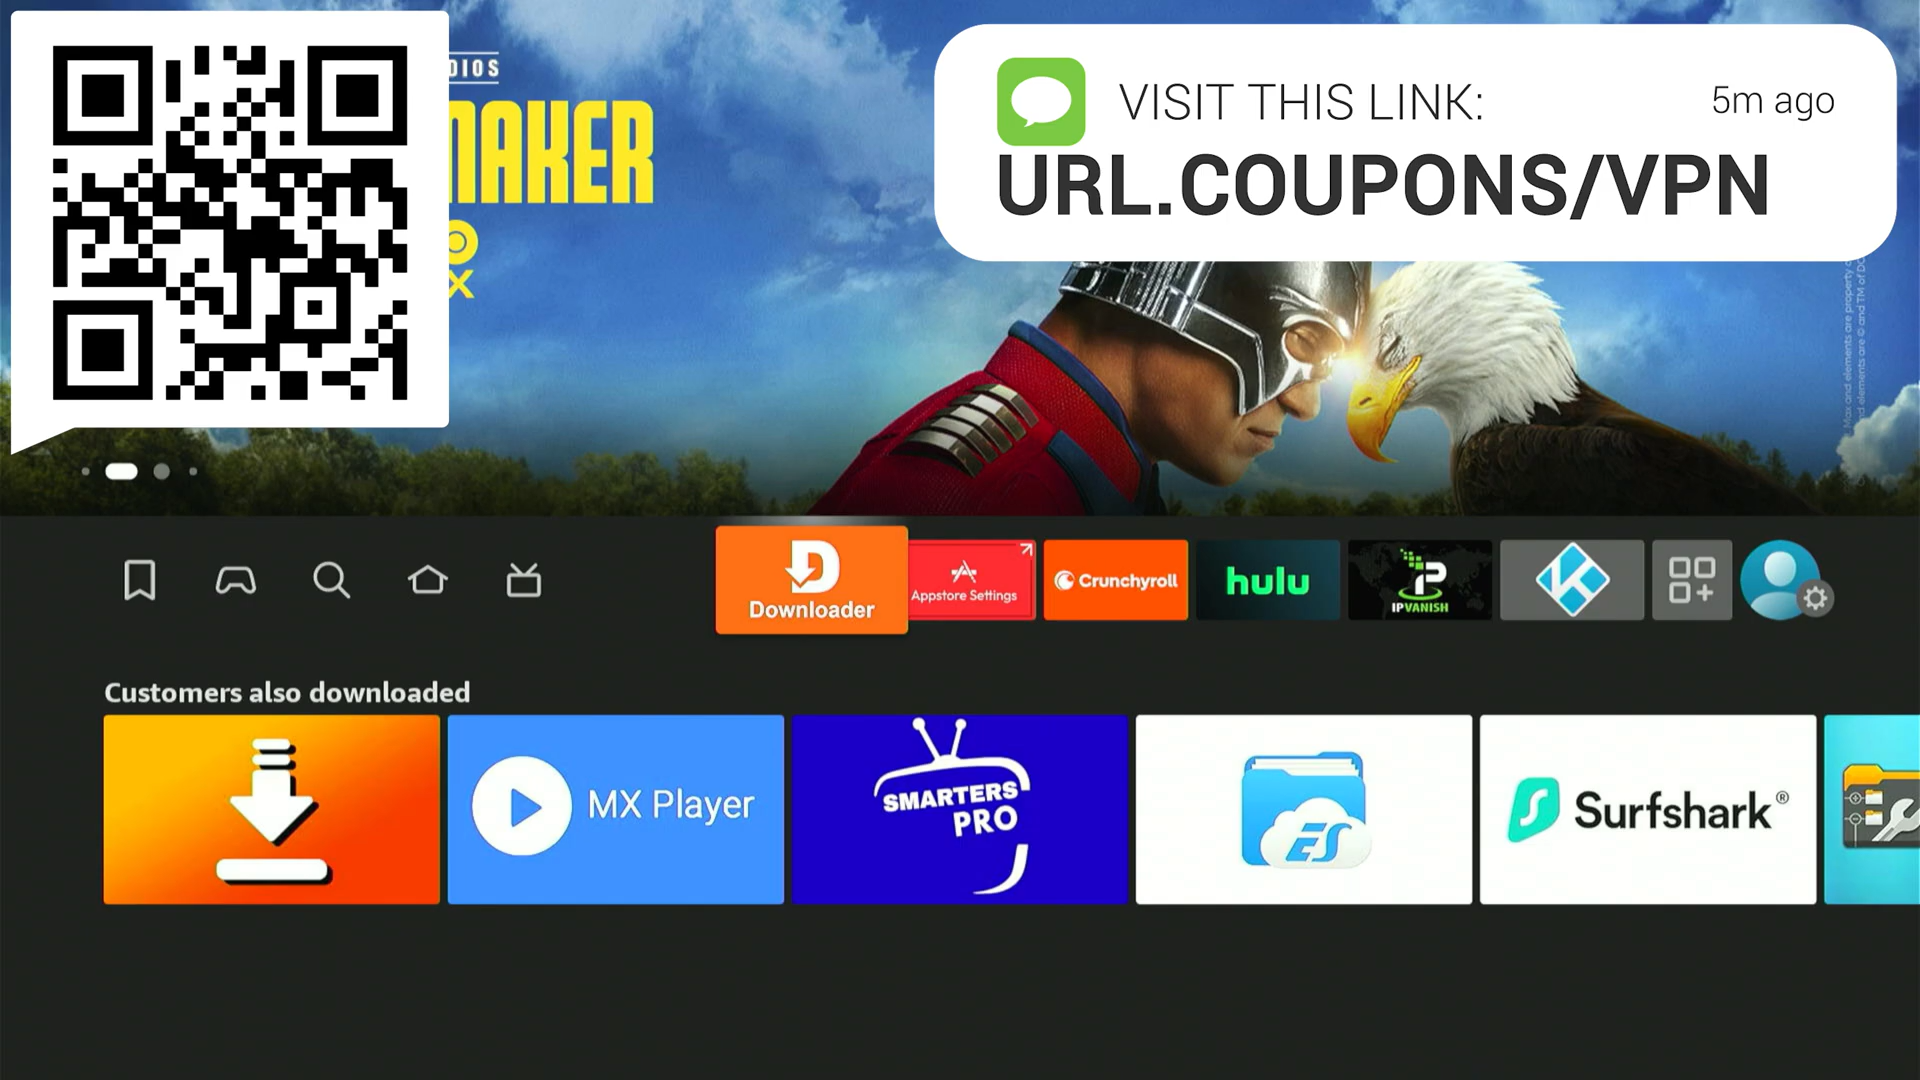 DIOS
MAKER
VISIT THIS LINK:
5m ago
URL.COUPONS/VPN
Downloader
Appstore Settings
Crunchyroll
hulu
IPVANISH
Customers also downloaded
MX Player
SMARTERS
PRO
ES
Surfshark®